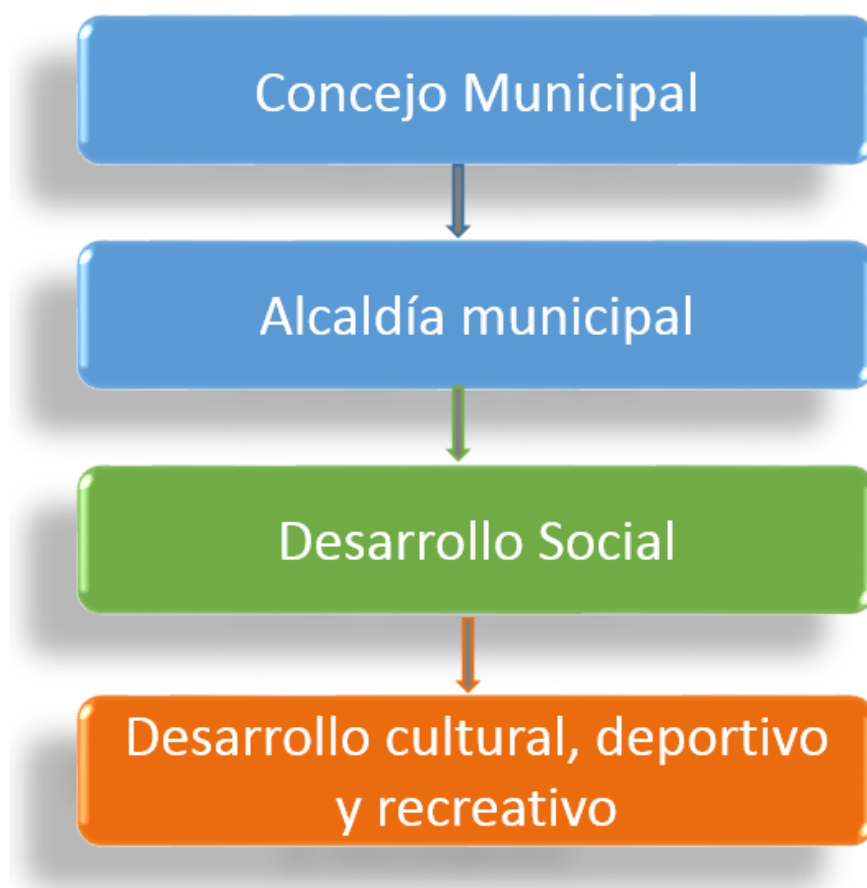 Concejo Municipal
Alcaldía municipal
Desarrollo Social
Desarrollo cultural, deportivo
y recreativo